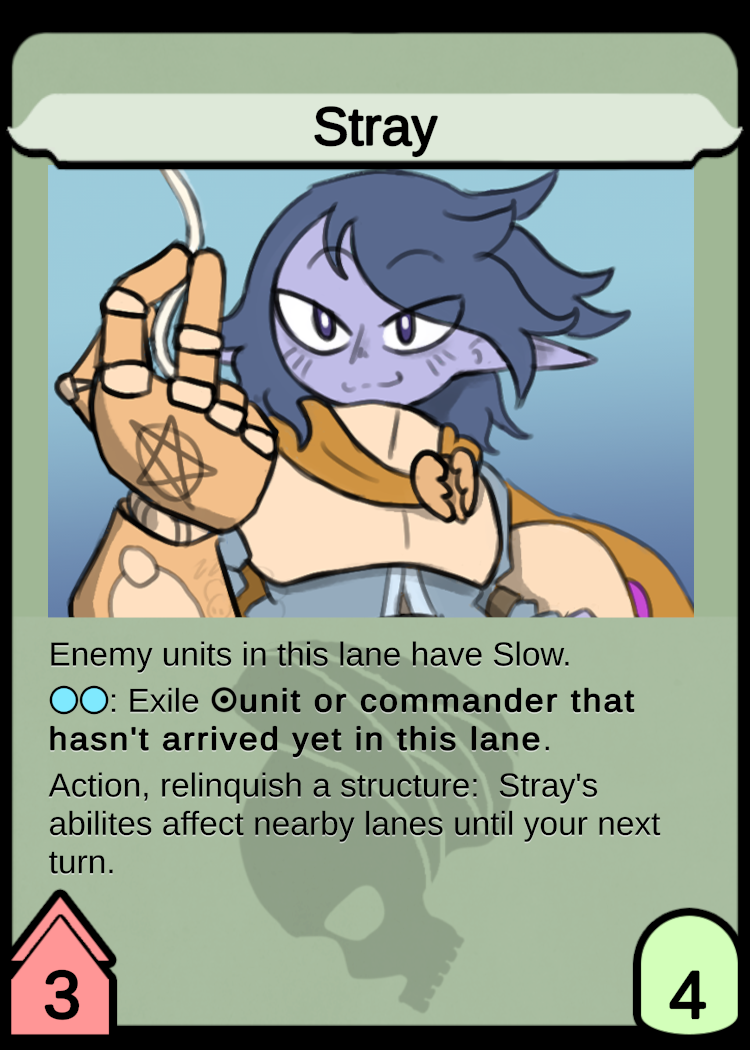 Stray
Enemy units in this lane have Slow.
: Exile ⊙unit or commander that
hasn't arrived yet in this lane.
Action, relinquish a structure:  Stray's
abilites affect nearby lanes until your next
turn.
3
4